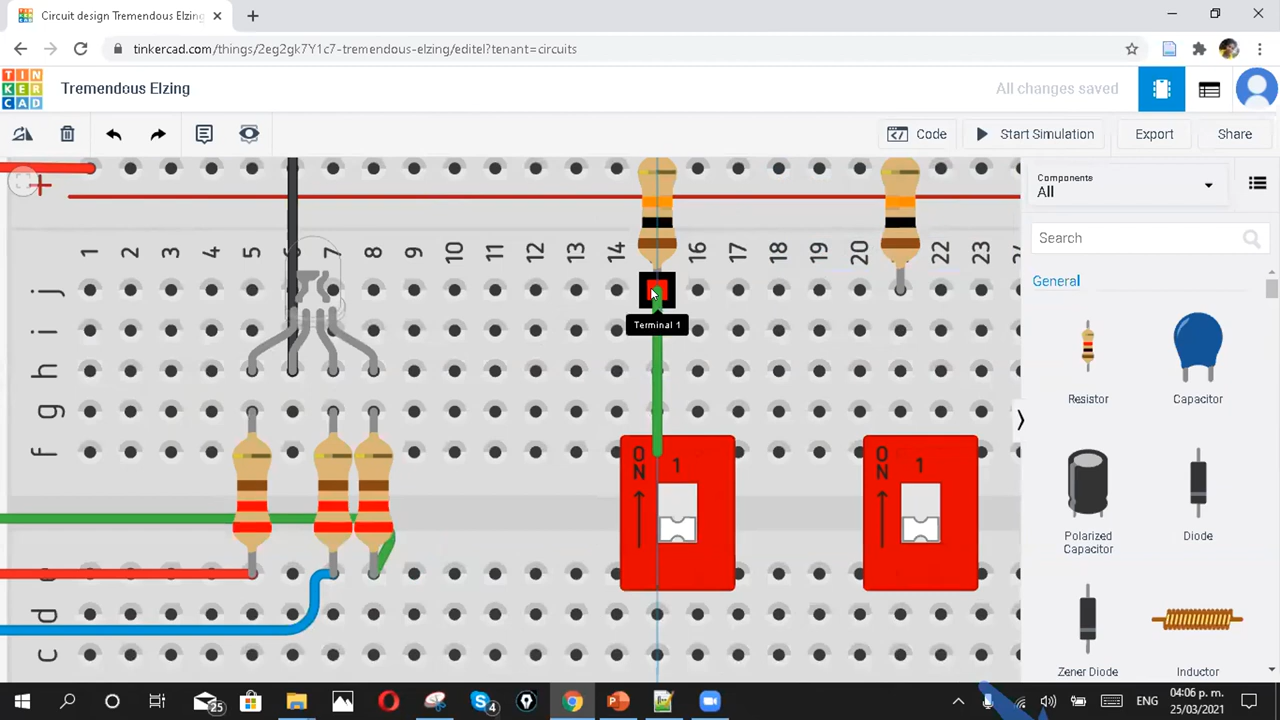 Circuit design Tremendous Elzing
tinkercad.com/things/2eg2gk7Y1c7-tremendous-elzing/editel?tenant=circuits
TIN
KER
CAD
Tremendous Elzing
All changes saved
Code
Start Simulation
Export
Share
Components
All
Search
General
Resistor
Capacitor
Polarized
Capacitor
Diode
Zener Diode
Inductor
+
1 2 3 4 5 6 7 8 9 10 11 12 13 14 16 17 18 19 20 22 23
j
i
h
g
f
d
c
Terminal 1
ON 1
ON 1
25
4
ENG
04:06 p. m.
25/03/2021